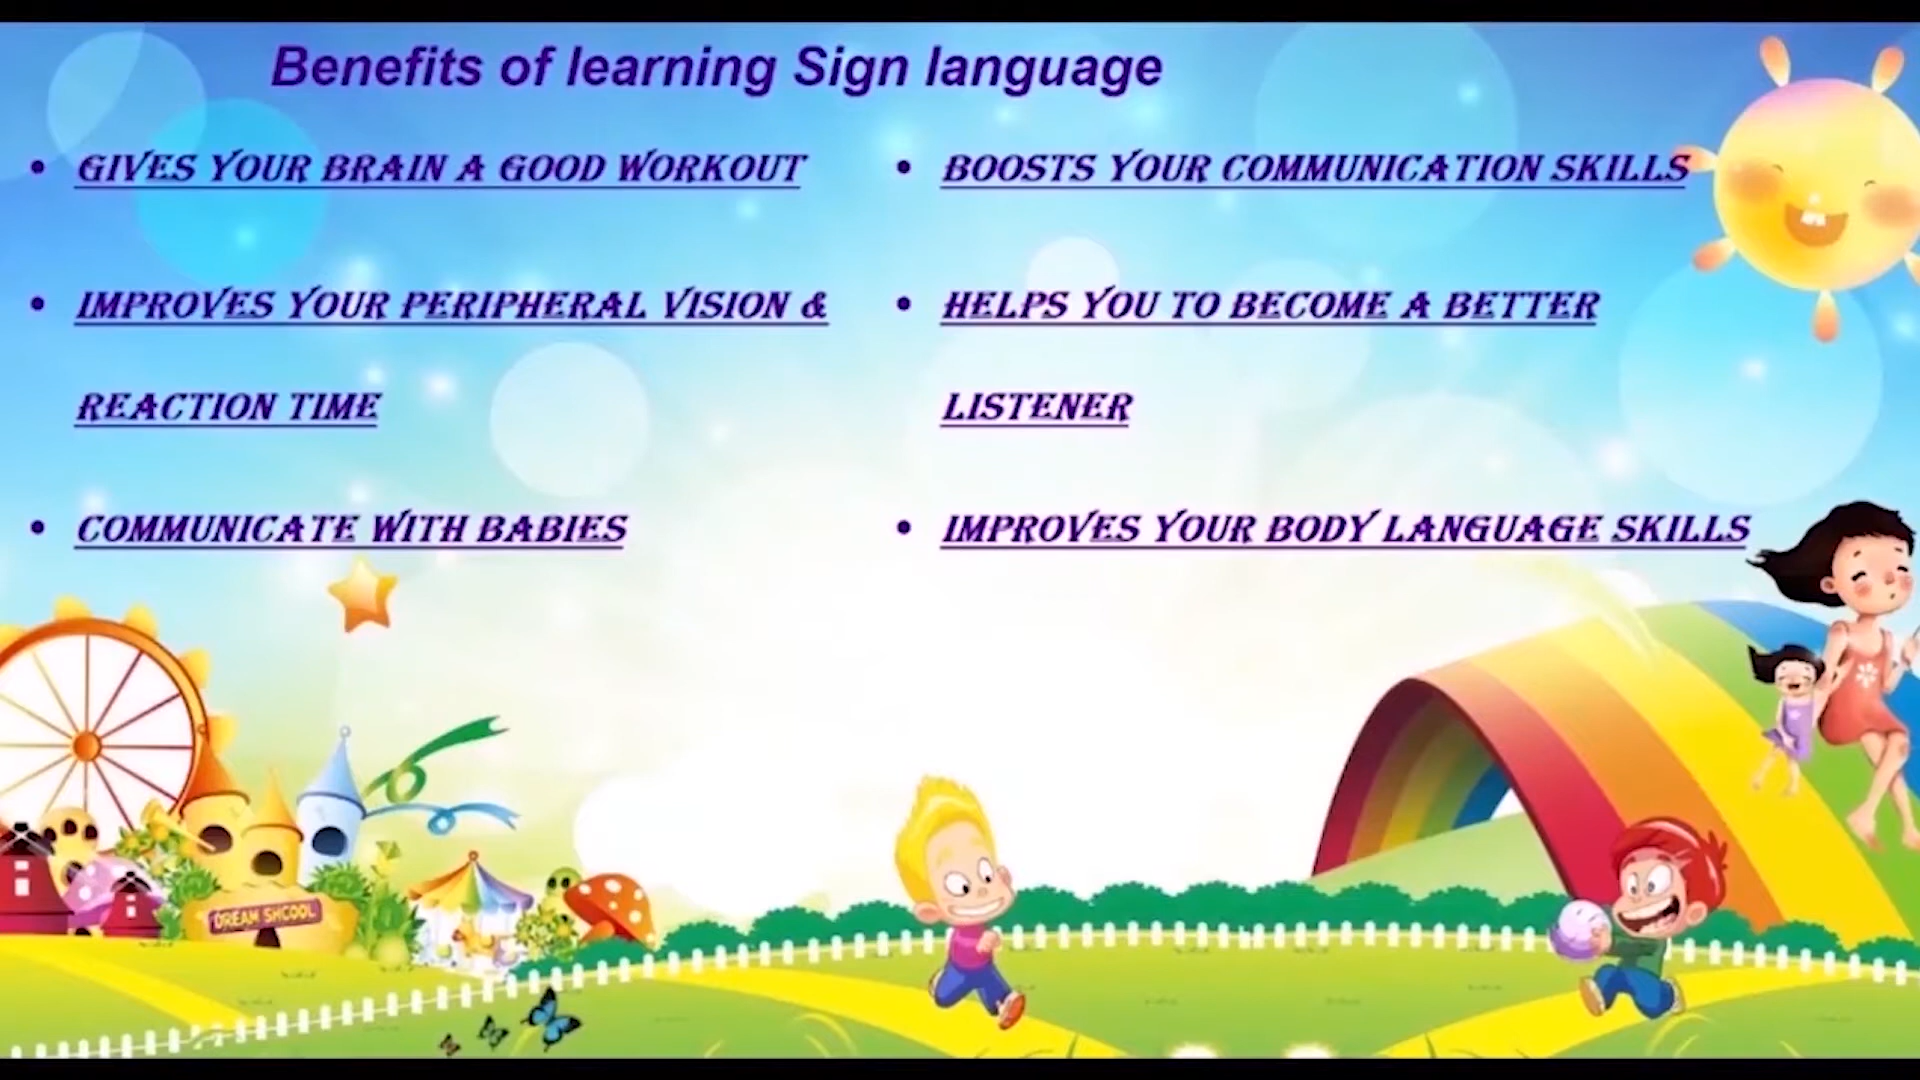 Benefits of learning Sign language
GIVES YOUR BRAIN A GOOD WORKOUT
IMPROVES YOUR PERIPHERAL VISION &
REACTION TIME
COMMUNICATE WITH BABIES
BOOSTS YOUR COMMUNICATION SKILLS
HELPS YOU TO BECOME A BETTER
LISTENER
IMPROVES YOUR BODY LANGUAGE SKILLS
DREAM SHCOOL